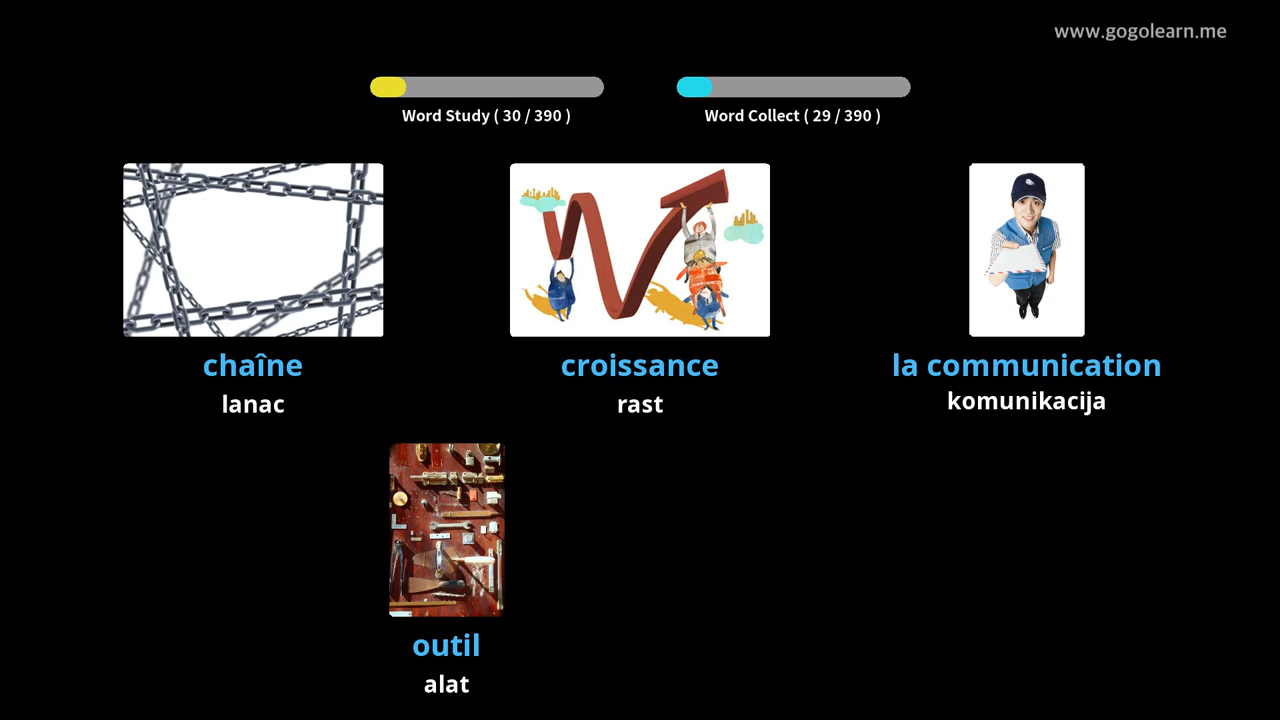 www.gogolearn.me
Word Study ( 30 / 390 )
Word Collect ( 29 / 390 )
chaîne
lanac
croissance
rast
la communication
komunikacija
outil
alat